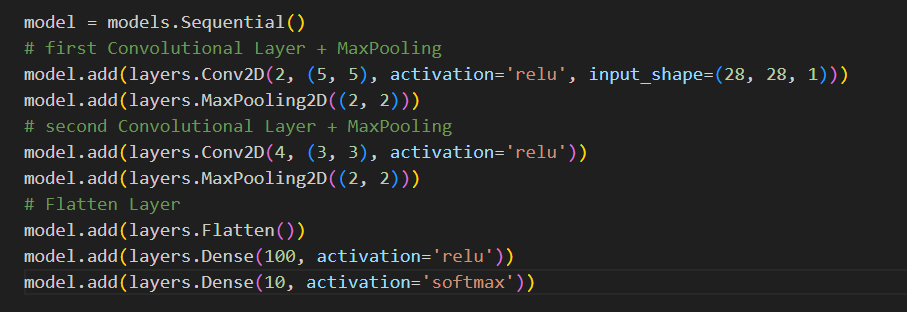 model = models.Sequential()
# first Convolutional Layer + MaxPooling
model.add(layers.Conv2D(2, (5, 5), activation='relu', input_shape=(28, 28, 1)))
model.add(layers.MaxPooling2D((2, 2)))
# second Convolutional Layer + MaxPooling
model.add(layers.Conv2D(4, (3, 3), activation='relu'))
model.add(layers.MaxPooling2D((2, 2)))
# Flatten Layer
model.add(layers.Flatten())
model.add(layers.Dense(100, activation='relu'))
model.add(layers.Dense(10, activation='softmax'))